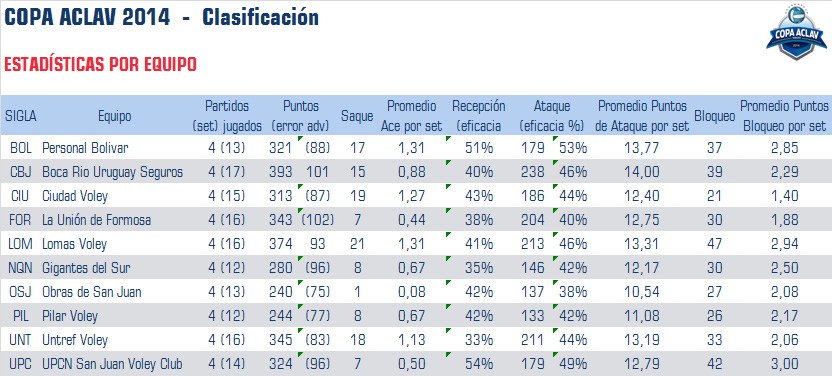 COPA ACLAV 2014 - Clasificación
COPA ACLAV
ESTADÍSTICAS POR EQUIPO
SIGLA Equipo Partidos (set) jugados Puntos (error adv) Saque Promedio Ace por set Recepción (eficacia Ataque (eficacia %) Promedio Puntos de Ataque por set Bloqueo Promedio Puntos Bloqueo por set
BOL Personal Bolivar 4 (13) 321 (88) 17 1,31 51% 179 53% 13,77 37 2,85
CBJ Boca Rio Uruguay Seguros 4 (17) 393 101 15 0,88 40% 238 46% 14,00 39 2,29
CIU Ciudad Voley 4 (15) 313 (87) 19 1,27 43% 186 44% 12,40 21 1,40
FOR La Unión de Formosa 4 (16) 343 (102) 7 0,44 38% 204 40% 12,75 30 1,88
LOM Lomas Voley 4 (16) 374 93 21 1,31 41% 213 46% 13,31 47 2,94
NQN Gigantes del Sur 4 (12) 280 (96) 8 0,67 35% 146 42% 12,17 30 2,50
OSJ Obras de San Juan 4 (13) 240 (75) 1 0,08 42% 137 38% 10,54 27 2,08
PIL Pilar Voley 4 (12) 244 (77) 8 0,67 42% 133 42% 11,08 26 2,17
UNT Untref Voley 4 (16) 345 (83) 18 1,13 33% 211 44% 13,19 33 2,06
UPC UPCN San Juan Voley Club 4 (14) 324 (96) 7 0,50 54% 179 49% 12,79 42 3,00